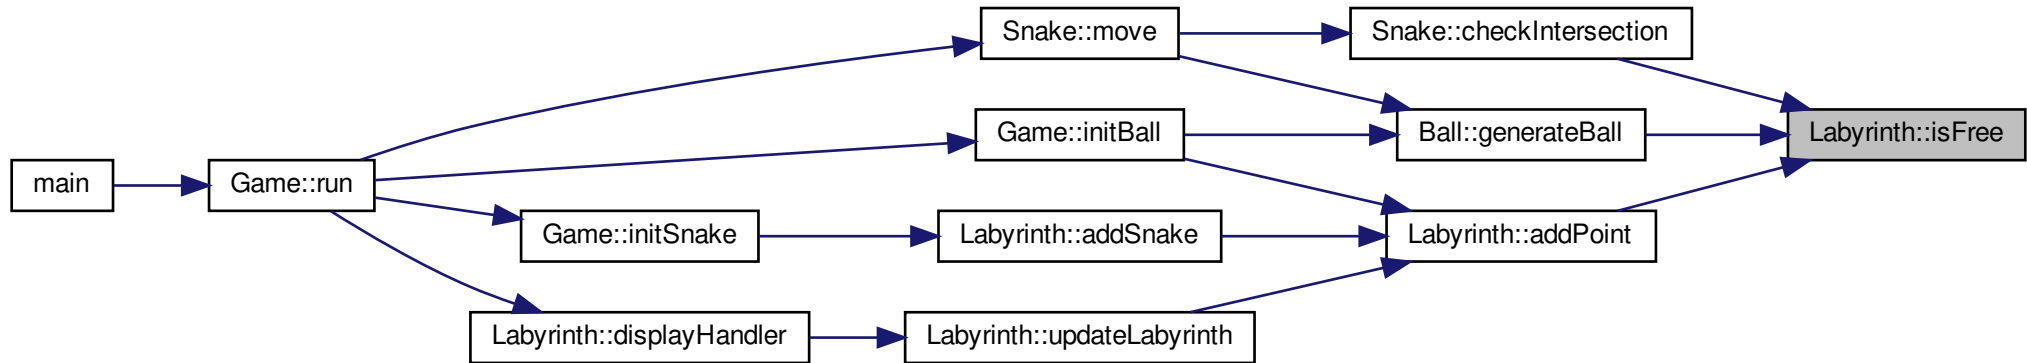 Snake::move
Snake::checkIntersection
Game::initBall
Ball::generateBall
Labyrinth::isFree
main
Game::run
Game::initSnake
Labyrinth::addSnake
Labyrinth::addPoint
Labyrinth::displayHandler
Labyrinth::updateLabyrinth